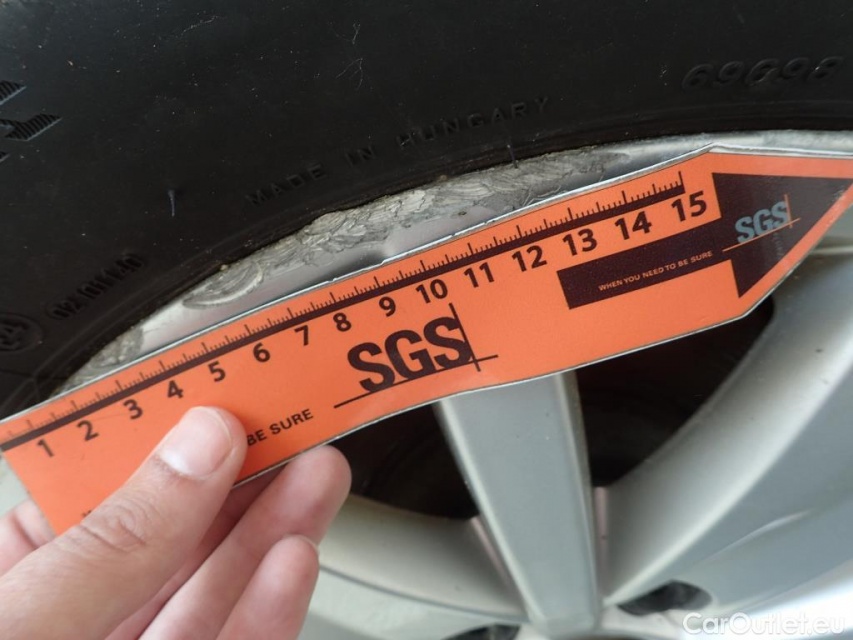 69698
MADE IN HUNGARY
1 2 3 4 5 6 7 8 9 10 11 12 13 14 15
SGS
WHEN YOU NEED TO BE SURE
SGS
BE SURE
CarOutlet.eu